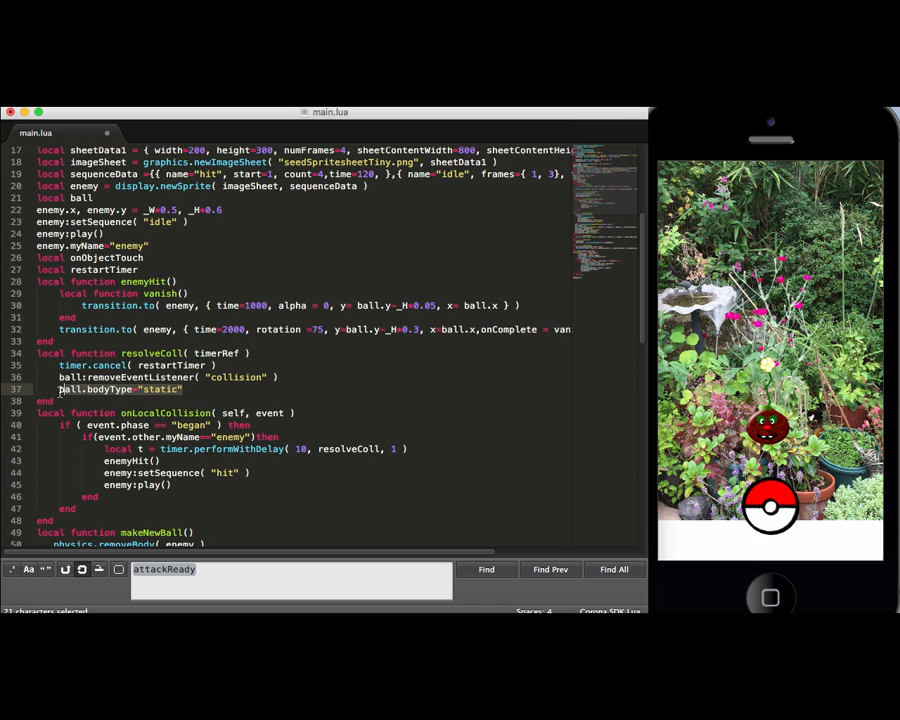 main.lua
main.lua
17 local sheetData1 = { width=200, height=300, numFrames=4, sheetContentWidth=800, sheetContentHei
18 local imageSheet = graphics.newImageSheet( "seedSpritesheetTiny.png", sheetData1 )
19 local sequenceData ={{ name="hit", start=1, count=4,time=120, },{ name="idle", frames={ 1, 3},
20 local enemy = display.newSprite( imageSheet, sequenceData )
21 local ball
22 enemy.x, enemy.y = _W*0.5, _H*0.6
23 enemy:setSequence( "idle" )
24 enemy:play()
25 enemy.myName="enemy"
26 local onObjectTouch
27 local restartTimer
28 local function enemyHit()
29 local function vanish()
30 transition.to( enemy, { time=1000, alpha = 0, y= ball.y-_H*0.05, x= ball.x } )
31 end
32 transition.to( enemy, { time=2000, rotation =75, y=ball.y-_H*0.3, x=ball.x,onComplete = van
33 end
34 local function resolveColl( timerRef )
35 timer.cancel( restartTimer )
36 ball:removeEventListener( "collision" )
37 ball.bodyType="static"
38 end
39 local function onLocalCollision( self, event )
40 if ( event.phase == "began" ) then
41 if(event.other.myName=="enemy")then
42 local t = timer.performWithDelay( 10, resolveColl, 1 )
43 enemyHit()
44 enemy:setSequence( "hit" )
45 enemy:play()
46 end
47 end
48 end
49 local function makeNewBall()
50 physics.removeBody( enemy )
.* Aa “” attackReady Find Find Prev Find All
21 characters selected Spaces: 4 Corona SDK Lua